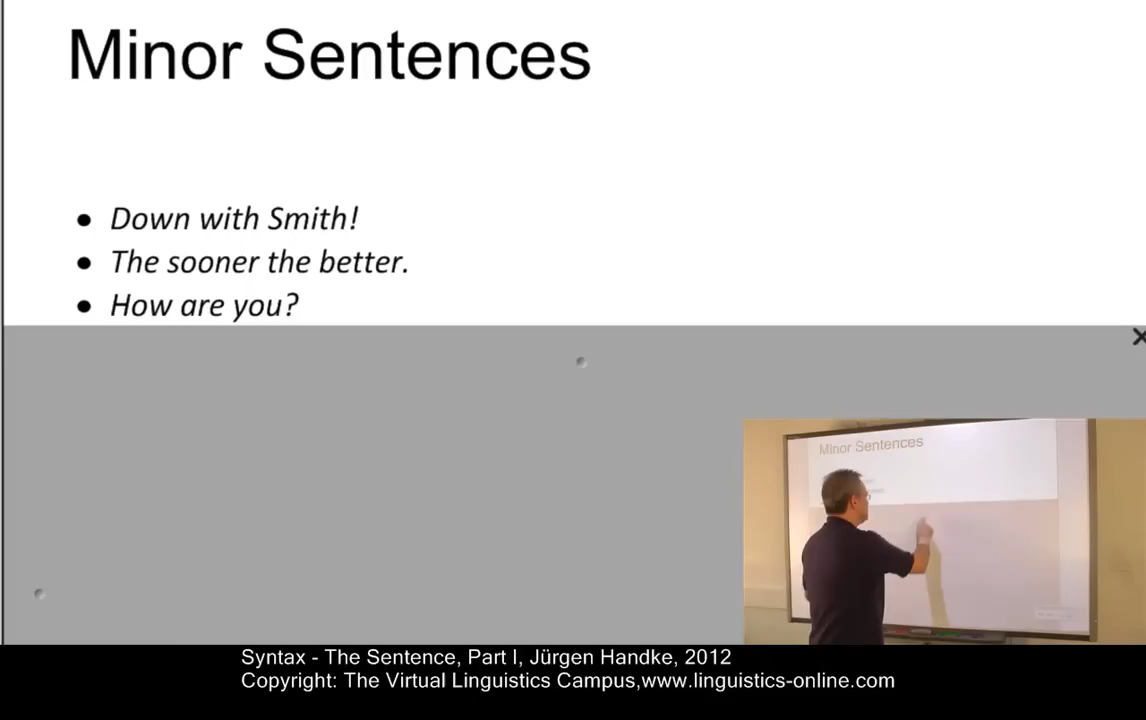 Minor Sentences
• Down with Smith!
• The sooner the better.
• How are you?
Minor Sentences
Syntax - The Sentence, Part I, Jürgen Handke, 2012
Copyright: The Virtual Linguistics Campus,www.linguistics-online.com